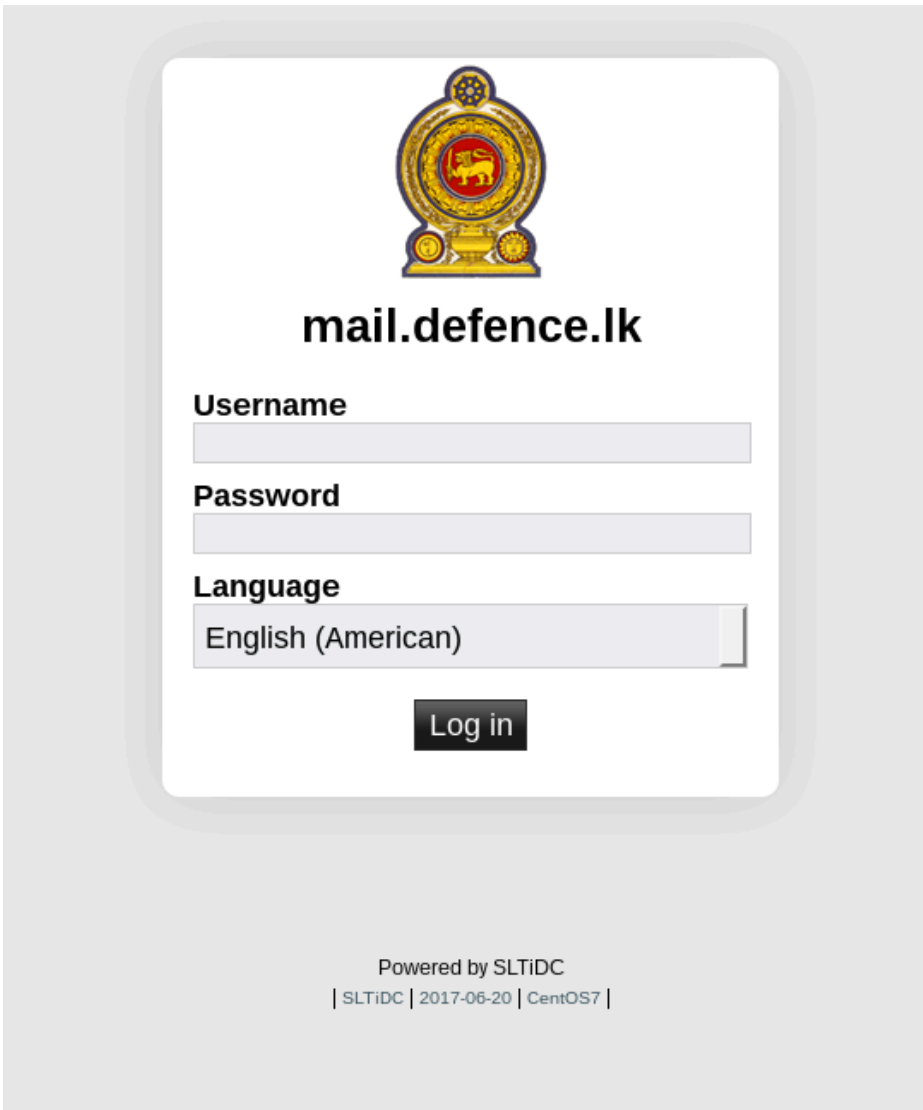 mail.defence.lk
Username
Password
Language
English (American)
Log in
Powered by SLTiDC
| SLTiDC | 2017-06-20 | CentOS7 |